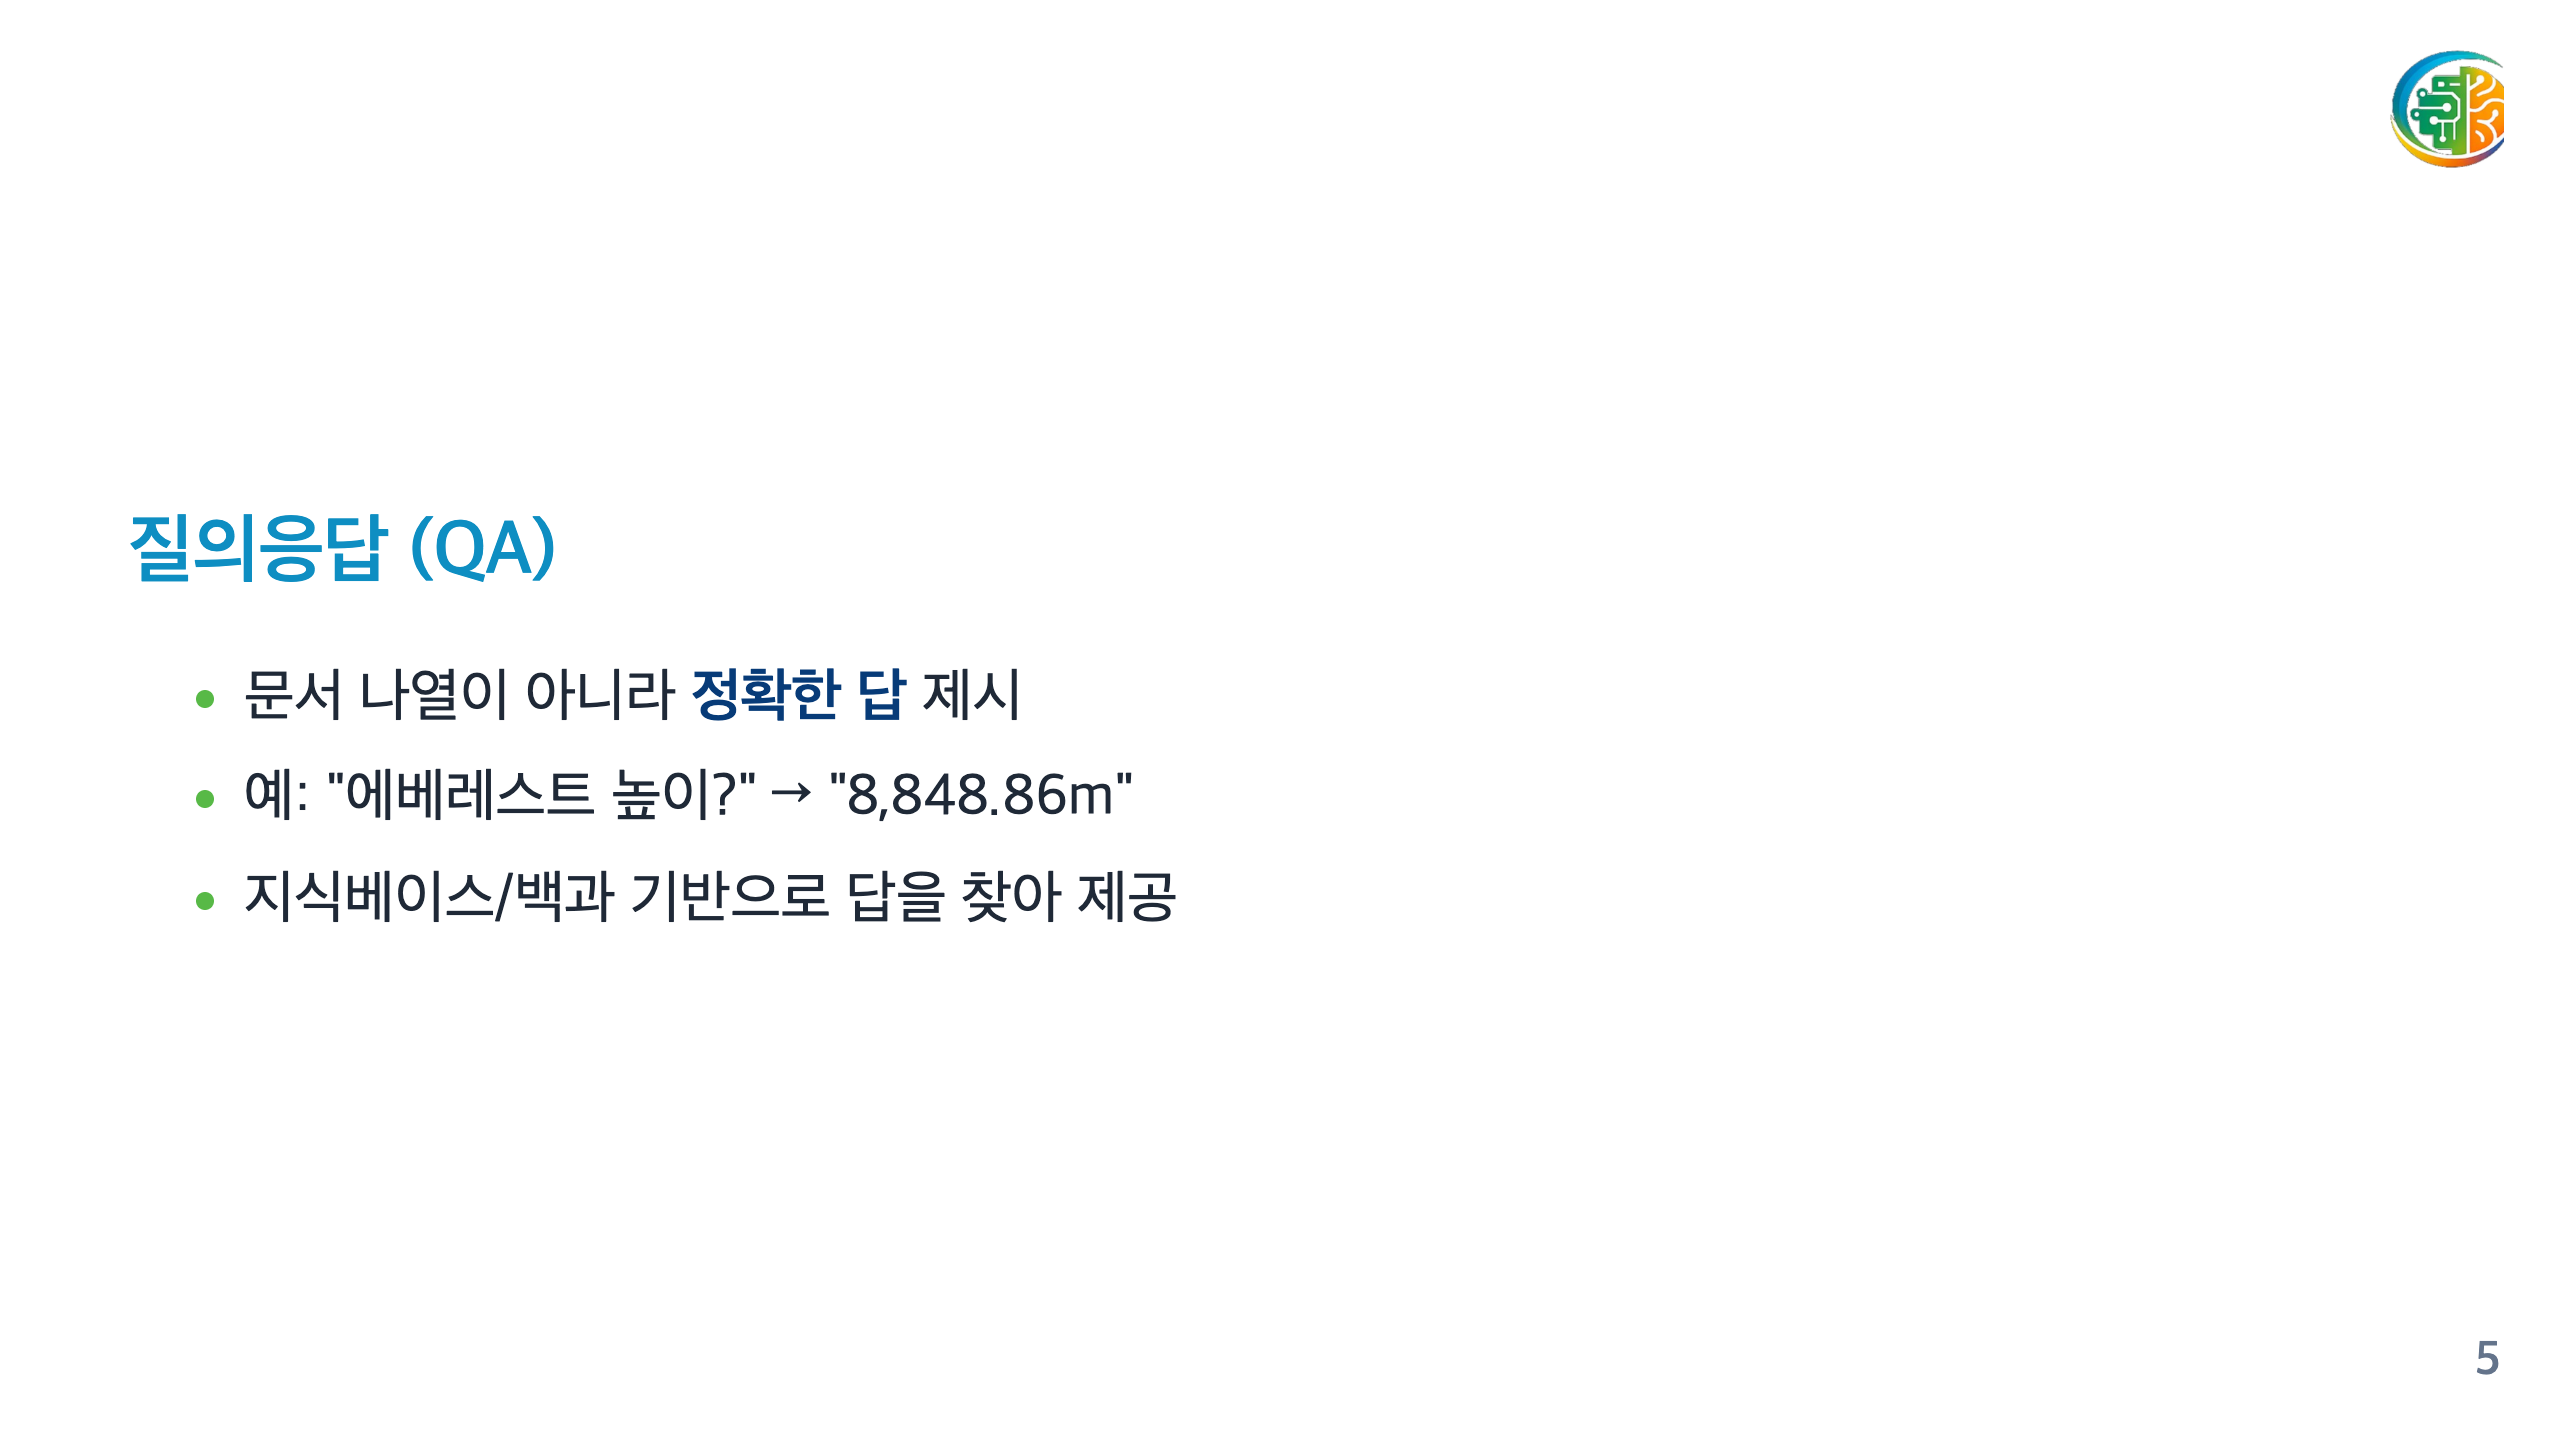 질의응답 (QA)
• 문서 나열이 아니라 정확한 답 제시
• 예: "에베레스트 높이?" → "8,848.86m"
• 지식베이스/백과 기반으로 답을 찾아 제공
5